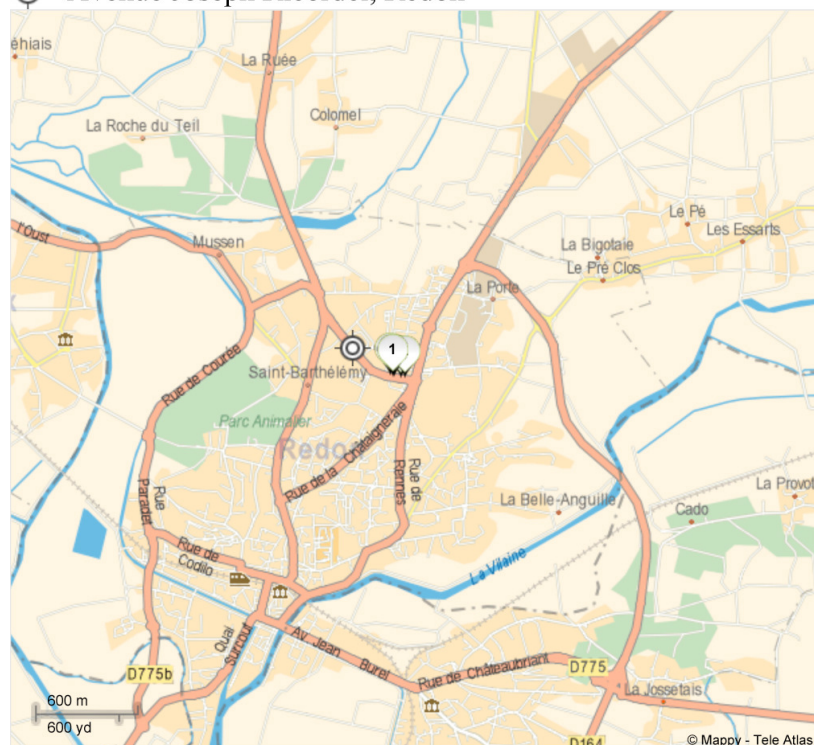 La Ruée
Colomel
La Roche du Teil
l'Oust
Mussen
Le Pé
Les Essarts
La Bigotaie
Le Pré Clos
La Porte
1
Saint-Barthélémy
Rue de Courée
Parc Animalier
Redon
Rue de la Châtaigneraie
Rue de
Rennes
Rue
Paradet
La Belle-Anguille
La Provot
Cado
Rue de
Codilo
La Vilaine
Quai
Surcouf
Av. Jean
Burel
Rue de Châteaubriant
D775b
D775
La Jossetais
600 m
600 yd
D164
© Mappy - Tele Atlas